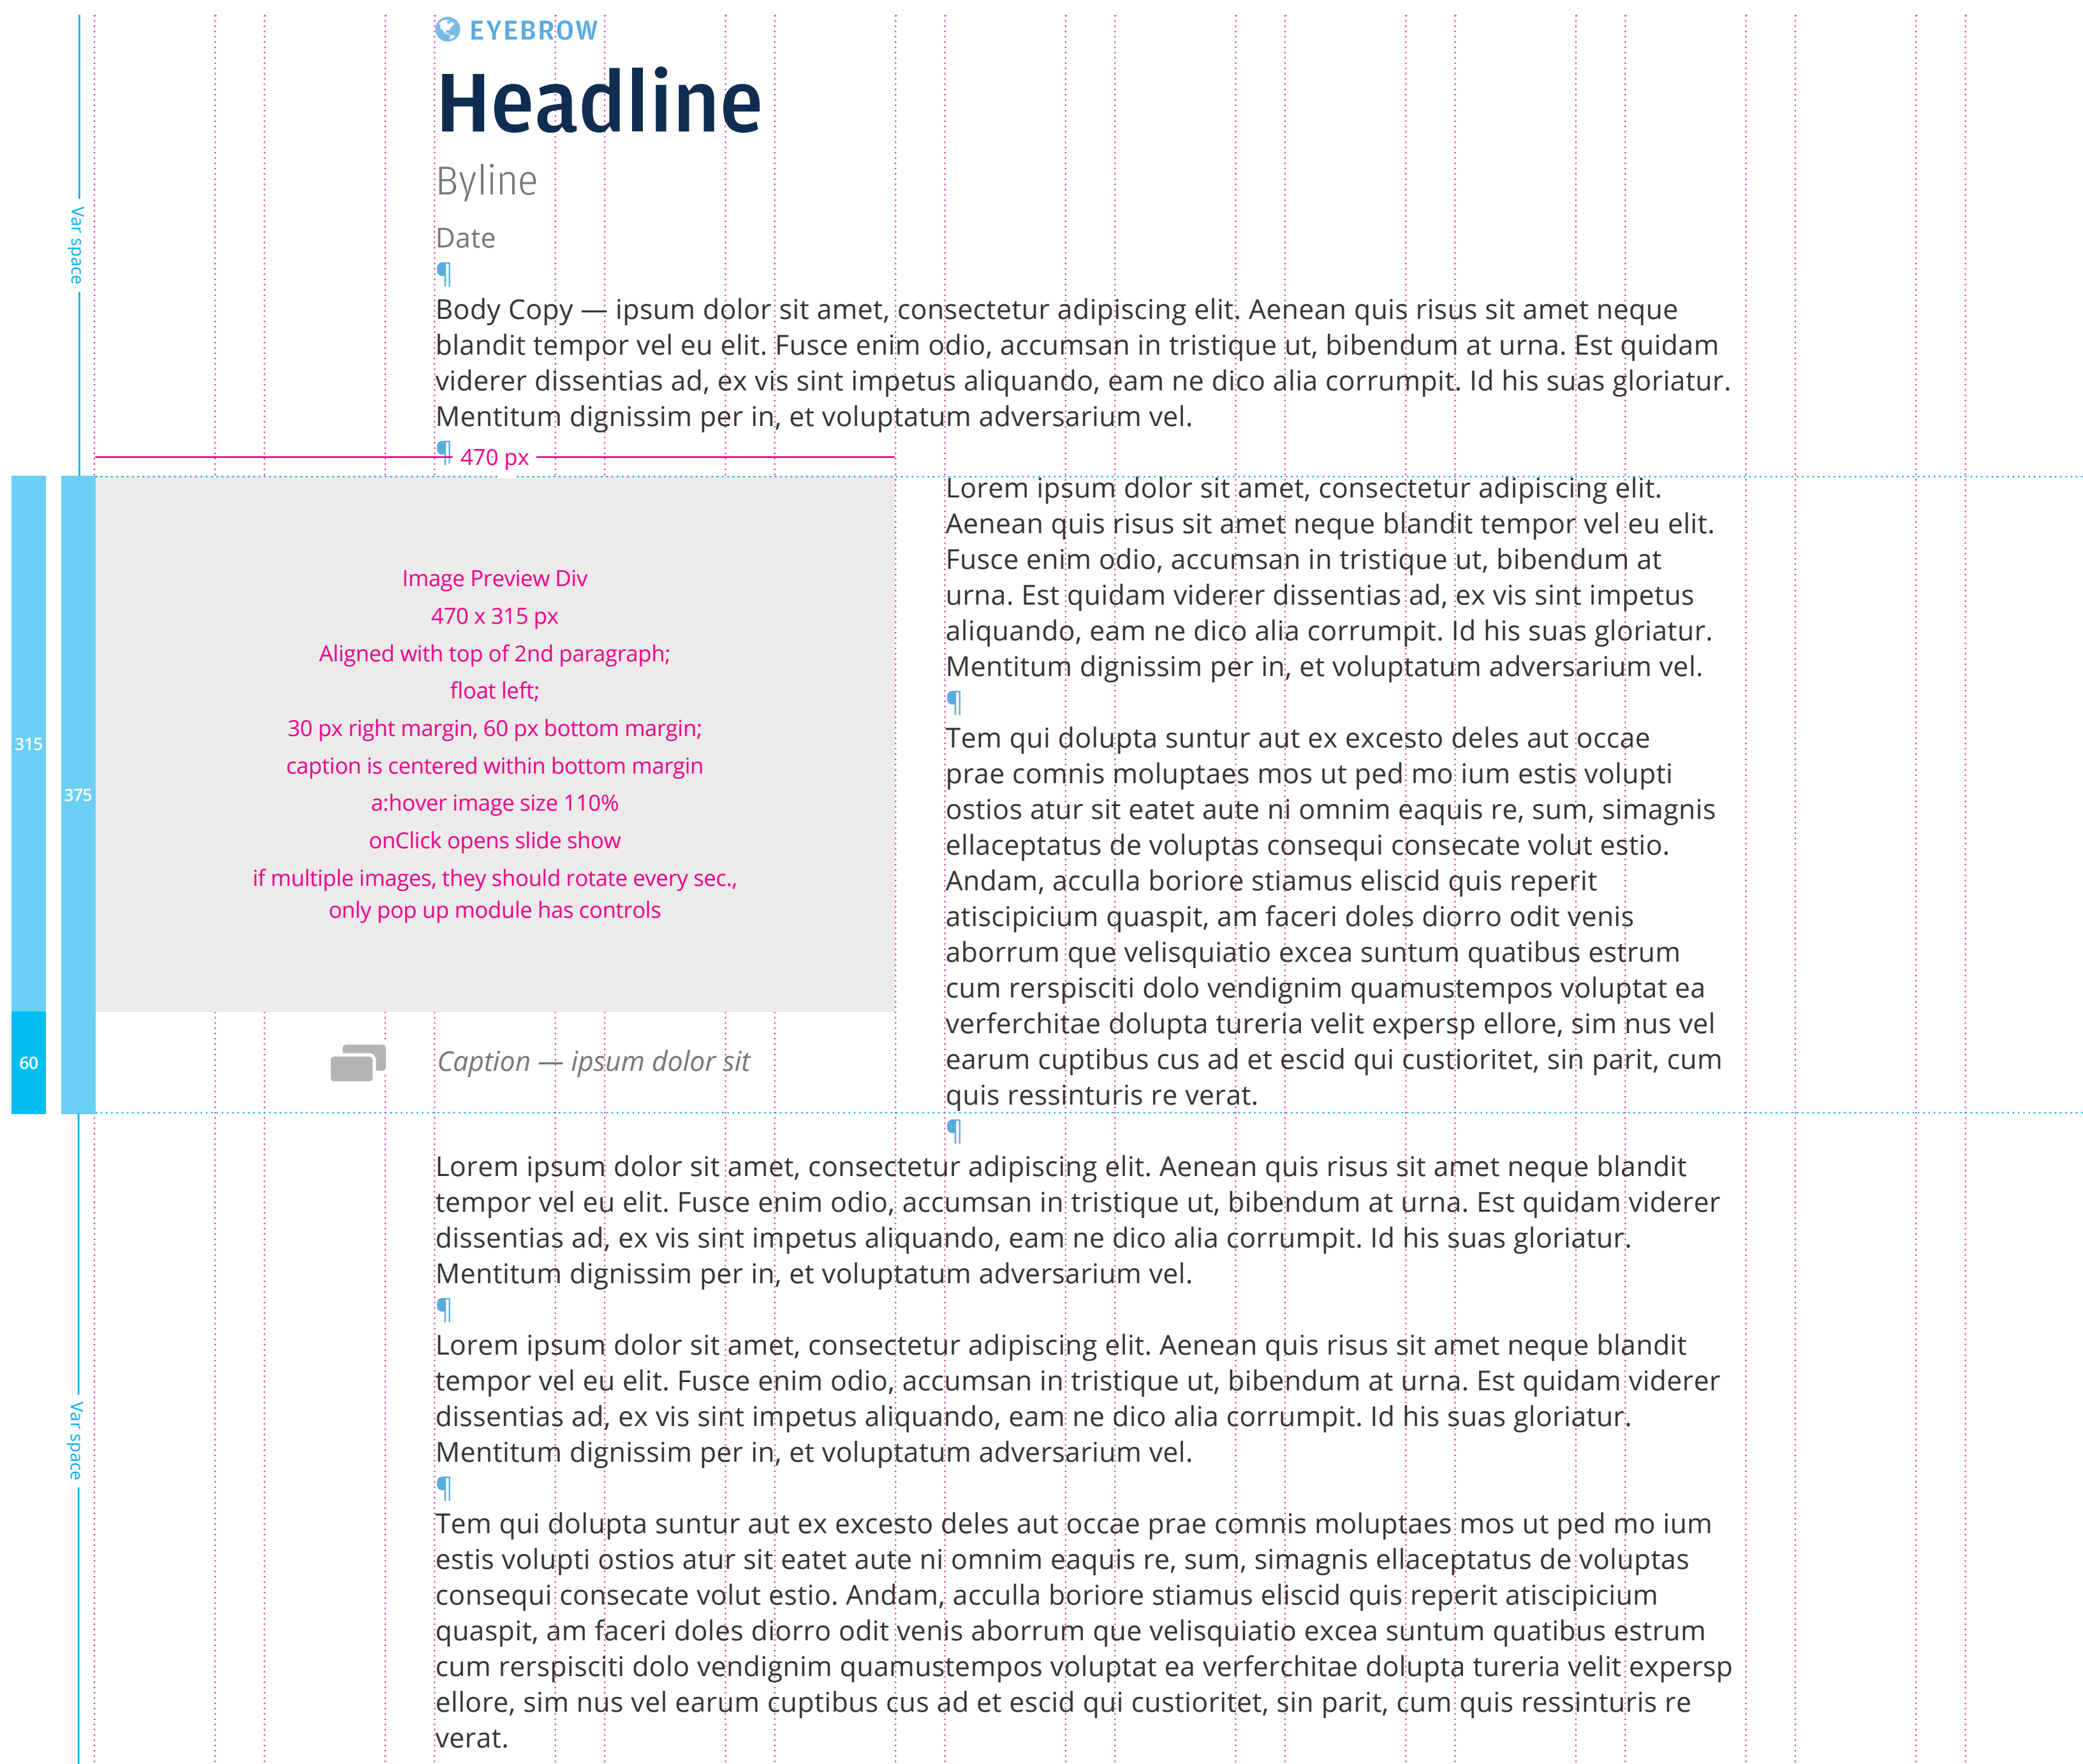 EYEBROW
Headline
Byline
Date
¶
Body Copy — ipsum dolor sit amet, consectetur adipiscing elit. Aenean quis risus sit amet neque
blandit tempor vel eu elit. Fusce enim odio, accumsan in tristique ut, bibendum at urna. Est quidam
viderer dissentias ad, ex vis sint impetus aliquando, eam ne dico alia corrumpit. Id his suas gloriatur.
Mentitum dignissim per in, et voluptatum adversarium vel.
¶
470 px
Var space
315
375
60
Image Preview Div
470 x 315 px
Aligned with top of 2nd paragraph;
float left;
30 px right margin, 60 px bottom margin;
caption is centered within bottom margin
a:hover image size 110%
onClick opens slide show
if multiple images, they should rotate every sec.,
only pop up module has controls
Caption — ipsum dolor sit
Lorem ipsum dolor sit amet, consectetur adipiscing elit.
Aenean quis risus sit amet neque blandit tempor vel eu elit.
Fusce enim odio, accumsan in tristique ut, bibendum at
urna. Est quidam viderer dissentias ad, ex vis sint impetus
aliquando, eam ne dico alia corrumpit. Id his suas gloriatur.
Mentitum dignissim per in, et voluptatum adversarium vel.
¶
Tem qui dolupta suntur aut ex excesto deles aut occae
prae comnis moluptaes mos ut ped mo ium estis volupti
ostios atur sit eatet aute ni omnim eaquis re, sum, simagnis
ellaceptatus de voluptas consequi consecate volut estio.
Andam, acculla boriore stiamus eliscid quis reperit
atiscipicium quaspit, am faceri doles diorro odit venis
aborrum que velisquiatio excea suntum quatibus estrum
cum rerspisciti dolo vendignim quamustempos voluptat ea
verferchitae dolupta tureria velit expersp ellore, sim nus vel
earum cuptibus cus ad et escid qui custioritet, sin parit, cum
quis ressinturis re verat.
¶
Lorem ipsum dolor sit amet, consectetur adipiscing elit. Aenean quis risus sit amet neque blandit
tempor vel eu elit. Fusce enim odio, accumsan in tristique ut, bibendum at urna. Est quidam viderer
dissentias ad, ex vis sint impetus aliquando, eam ne dico alia corrumpit. Id his suas gloriatur.
Mentitum dignissim per in, et voluptatum adversarium vel.
¶
Lorem ipsum dolor sit amet, consectetur adipiscing elit. Aenean quis risus sit amet neque blandit
tempor vel eu elit. Fusce enim odio, accumsan in tristique ut, bibendum at urna. Est quidam viderer
dissentias ad, ex vis sint impetus aliquando, eam ne dico alia corrumpit. Id his suas gloriatur.
Mentitum dignissim per in, et voluptatum adversarium vel.
¶
Var space
Tem qui dolupta suntur aut ex excesto deles aut occae prae comnis moluptaes mos ut ped mo ium
estis volupti ostios atur sit eatet aute ni omnim eaquis re, sum, simagnis ellaceptatus de voluptas
consequi consecate volut estio. Andam, acculla boriore stiamus eliscid quis reperit atiscipicium
quaspit, am faceri doles diorro odit venis aborrum que velisquiatio excea suntum quatibus estrum
cum rerspisciti dolo vendignim quamustempos voluptat ea verferchitae dolupta tureria velit expersp
ellore, sim nus vel earum cuptibus cus ad et escid qui custioritet, sin parit, cum quis ressinturis re
verat.